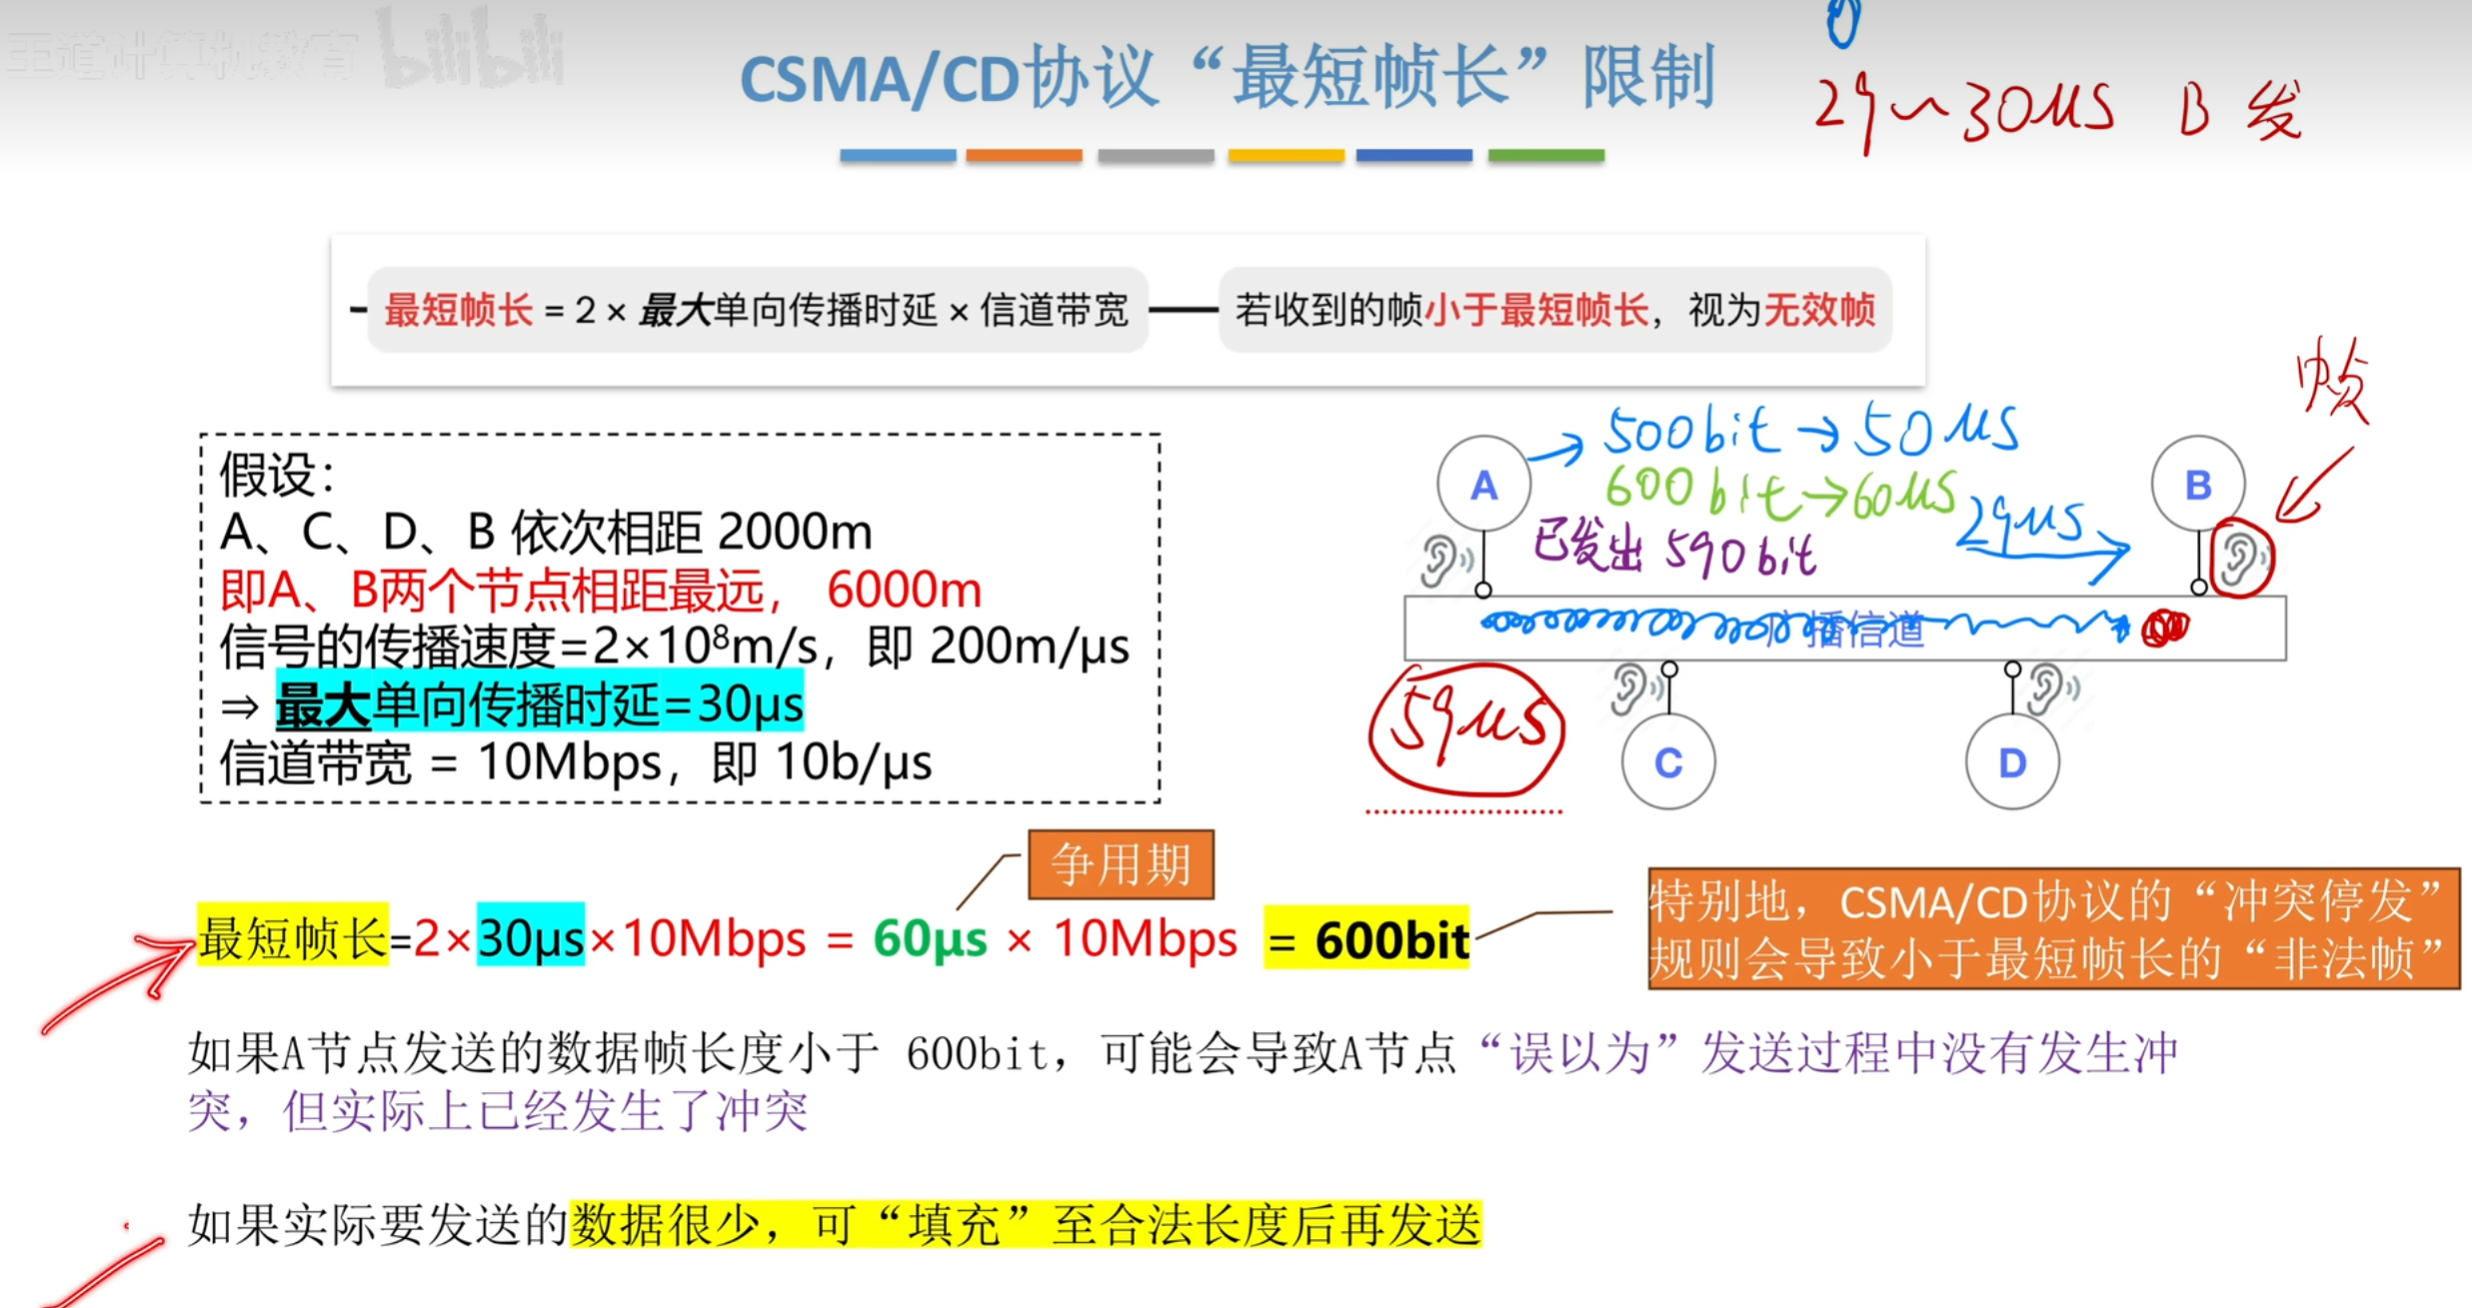 王道计算机教育 bilibili
CSMA/CD协议“最短帧长”限制
0
29～30μs B 发
最短帧长 = 2 × 最大单向传播时延 × 信道带宽
若收到的帧小于最短帧长，视为无效帧
假设：
A、C、D、B 依次相距 2000m
即A、B两个节点相距最远， 6000m
信号的传播速度=2×10⁸m/s，即 200m/μs
⇒ 最大单向传播时延=30μs
信道带宽 = 10Mbps，即 10b/μs
帧
A → 500bit → 50μs
600bit → 60μs
已发出 590bit
29μs
B
广播信道
59μs
C
D
争用期
最短帧长=2×30μs×10Mbps = 60μs × 10Mbps = 600bit
特别地，CSMA/CD协议的“冲突停发”
规则会导致小于最短帧长的“非法帧”
如果A节点发送的数据帧长度小于 600bit，可能会导致A节点“误以为”发送过程中没有发生冲
突，但实际上已经发生了冲突
如果实际要发送的数据很少，可“填充”至合法长度后再发送